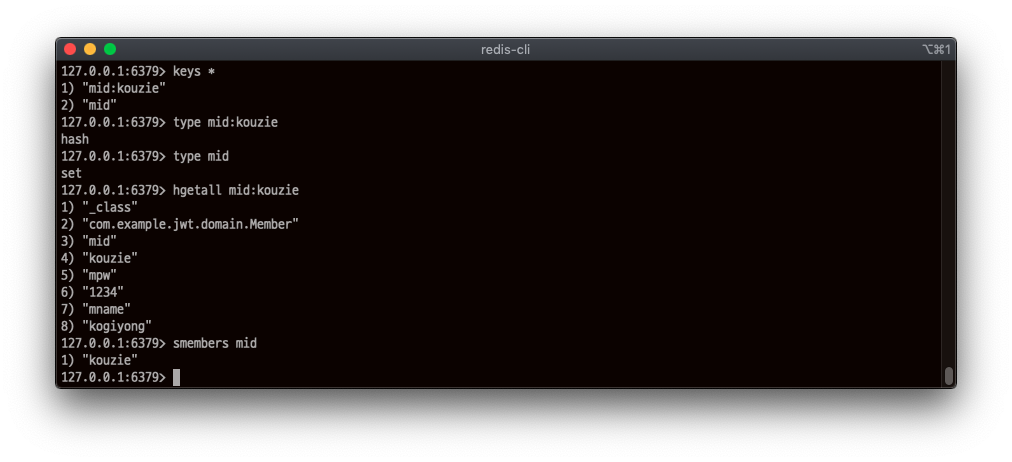 redis-cli
⌥⌘1
127.0.0.1:6379> keys *
1) "mid:kouzie"
2) "mid"
127.0.0.1:6379> type mid:kouzie
hash
127.0.0.1:6379> type mid
set
127.0.0.1:6379> hgetall mid:kouzie
1) "_class"
2) "com.example.jwt.domain.Member"
3) "mid"
4) "kouzie"
5) "mpw"
6) "1234"
7) "mname"
8) "kogiyong"
127.0.0.1:6379> smembers mid
1) "kouzie"
127.0.0.1:6379>